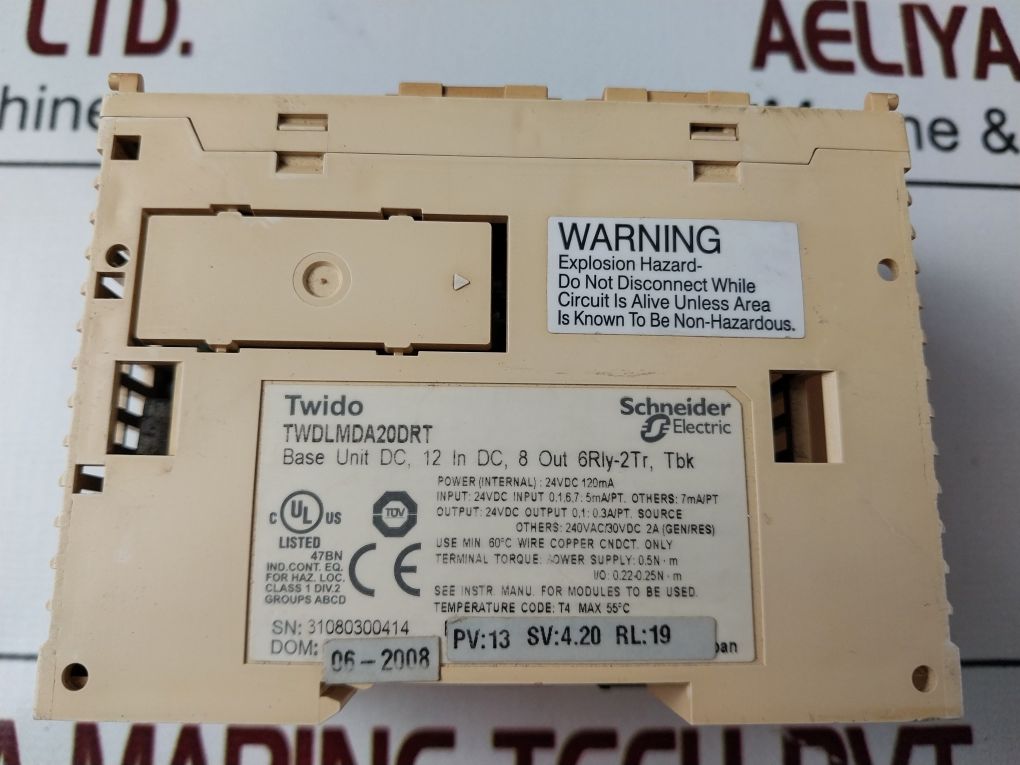 LTD.
AELIYA
chine
ne &
WARNING
Explosion Hazard-
Do Not Disconnect While
Circuit Is Alive Unless Area
Is Known To Be Non-Hazardous.
Twido
Schneider
Electric
TWDLMDA20DRT
Base Unit DC, 12 In DC, 8 Out 6Rly-2Tr, Tbk
POWER (INTERNAL) : 24VDC 120mA
INPUT: 24VDC INPUT 0,1,6,7: 5mA/PT. OTHERS: 7mA/PT
OUTPUT: 24VDC OUTPUT 0,1: 0.3A/PT. SOURCE
OTHERS: 240VAC/30VDC 2A (GEN/RES)
USE MIN. 60°C WIRE COPPER CNDCT. ONLY
TERMINAL TORQUE: POWER SUPPLY: 0.5N·m
I/O: 0.22-0.25N·m
SEE INSTR. MANU. FOR MODULES TO BE USED.
TEMPERATURE CODE: T4 MAX 55°C
C UL US
LISTED
47BN
IND.CONT. EQ.
FOR HAZ. LOC.
CLASS 1 DIV.2
GROUPS ABCD
TUV
CE
SN: 31080300414
DOM: 06-2008
PV:13 SV:4.20 RL:19
pan
A MARINE TECH PVT